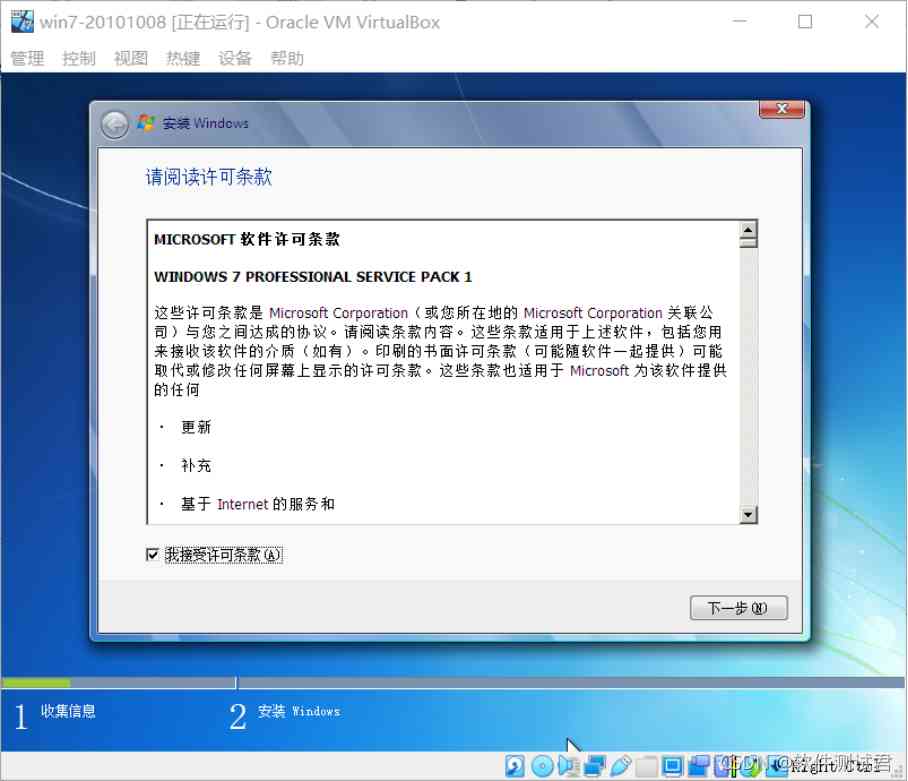 win7-20101008 [正在运行] - Oracle VM VirtualBox
管理 控制 视图 热键 设备 帮助
安装 Windows
请阅读许可条款
MICROSOFT 软件许可条款
WINDOWS 7 PROFESSIONAL SERVICE PACK 1
这些许可条款是 Microsoft Corporation（或您所在地的 Microsoft Corporation 关联公
司）与您之间达成的协议。请阅读条款内容。这些条款适用于上述软件，包括您用
来接收该软件的介质（如有）。印刷的书面许可条款（可能随软件一起提供）可能
取代或修改任何屏幕上显示的许可条款。这些条款也适用于 Microsoft 为该软件提供
的任何
· 更新
· 补充
· 基于 Internet 的服务和
我接受许可条款(A)
下一步(N)
1 收集信息
2 安装 Windows
Right Ctrl
CSDN @软件测试君